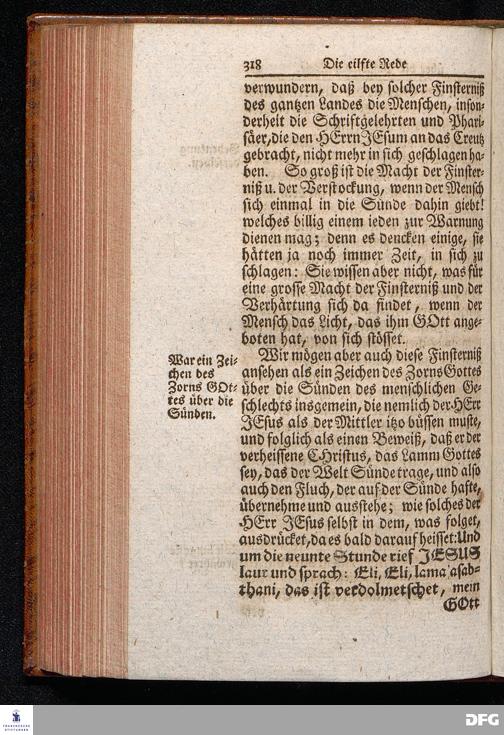 318 Die eilfte Rede
verwundern, daß bey solcher Finsterniß
des gantzen Landes die Menschen, inson-
derheit die Schriftgelehrten und Phari-
säer, die den HErrn JEsum an das Creutz
gebracht, nicht mehr in sich geschlagen ha-
ben. So groß ist die Macht der Finster-
niß u. der Verstockung, wenn der Mensch
sich einmal in die Sünde dahin giebt!
welches billig einem ieden zur Warnung
dienen mag; denn es dencken einige, sie
hätten ja noch immer Zeit, in sich zu
schlagen: Sie wissen aber nicht, was für
eine grosse Macht der Finsterniß und der
Verhärtung sich da findet, wenn der
Mensch das Licht, das ihm GOtt ange-
boten hat, von sich stösset.
War ein Zei-
chen des
Zorns GOt-
tes über die
Sünden.
Wir mögen aber auch diese Finsterniß
ansehen als ein Zeichen des Zorns Gottes
über die Sünden des menschlichen Ge-
schlechts insgemein, die nemlich der HErr
JEsus als der Mittler itzo büssen muste,
und folglich als einen Beweiß, daß er der
verheissene CHristus, das Lamm Gottes
sey, das der Welt Sünde trage, und also
auch den Fluch, der auf der Sünde hafte,
übernehme und ausstehe; wie solches der
HErr JEsus selbst in dem, was folget,
ausdrücket, da es bald darauf heisset: Und
um die neunte Stunde rief JESUS
laut und sprach: Eli, Eli, lama asab-
thani, das ist verdolmetschet, mein
GOtt
FRANCKESCHE
STIFTUNGEN
DFG